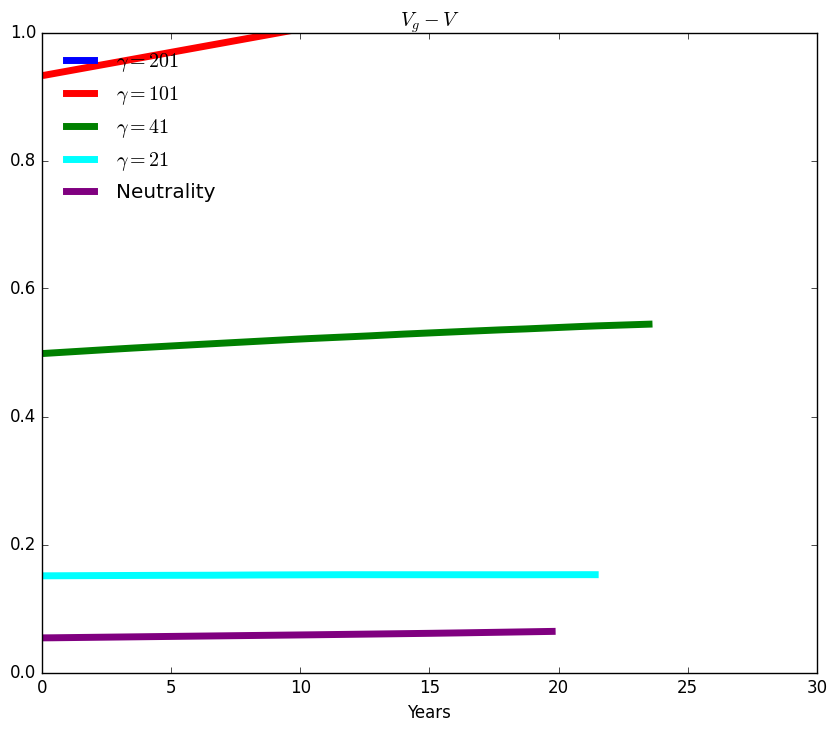 V_g − V
1.0
γ = 201
γ = 101
γ = 41
γ = 21
Neutrality
0.8
0.6
0.4
0.2
0.0
0 5 10 15 20 25 30
Years